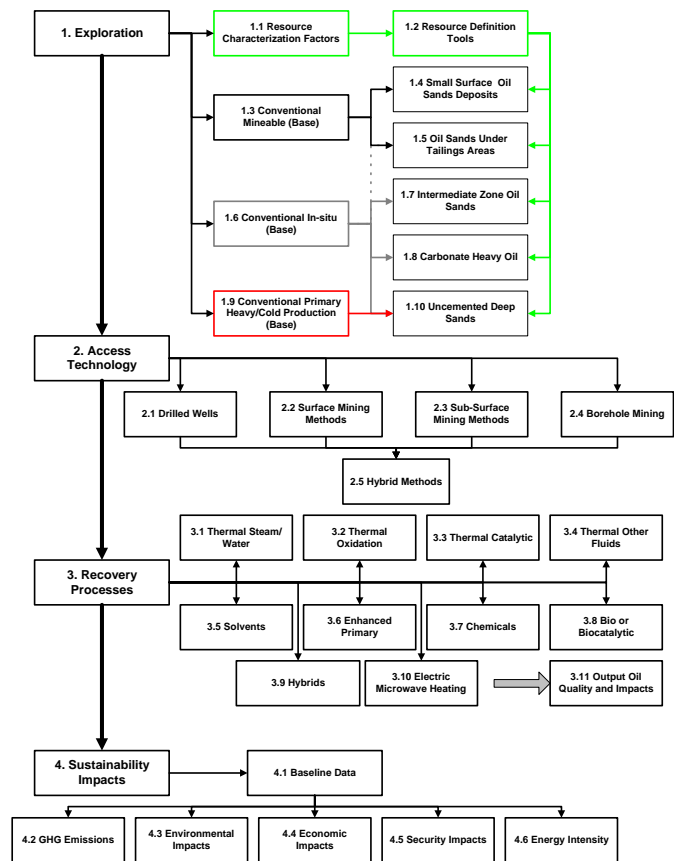 1. Exploration
1.1 Resource
Characterization Factors
1.2 Resource Definition
Tools
1.3 Conventional
Mineable (Base)
1.4 Small Surface Oil
Sands Deposits
1.5 Oil Sands Under
Tailings Areas
1.6 Conventional In-situ
(Base)
1.7 Intermediate Zone Oil
Sands
1.8 Carbonate Heavy Oil
1.9 Conventional Primary
Heavy/Cold Production
(Base)
1.10 Uncemented Deep
Sands
2. Access
Technology
2.1 Drilled Wells
2.2 Surface Mining
Methods
2.3 Sub-Surface
Mining Methods
2.4 Borehole Mining
2.5 Hybrid Methods
3. Recovery
Processes
3.1 Thermal Steam/
Water
3.2 Thermal
Oxidation
3.3 Thermal Catalytic
3.4 Thermal Other
Fluids
3.5 Solvents
3.6 Enhanced
Primary
3.7 Chemicals
3.8 Bio or
Biocatalytic
3.9 Hybrids
3.10 Electric
Microwave Heating
3.11 Output Oil
Quality and Impacts
4. Sustainability
Impacts
4.1 Baseline Data
4.2 GHG Emissions
4.3 Environmental
Impacts
4.4 Economic
Impacts
4.5 Security Impacts
4.6 Energy Intensity